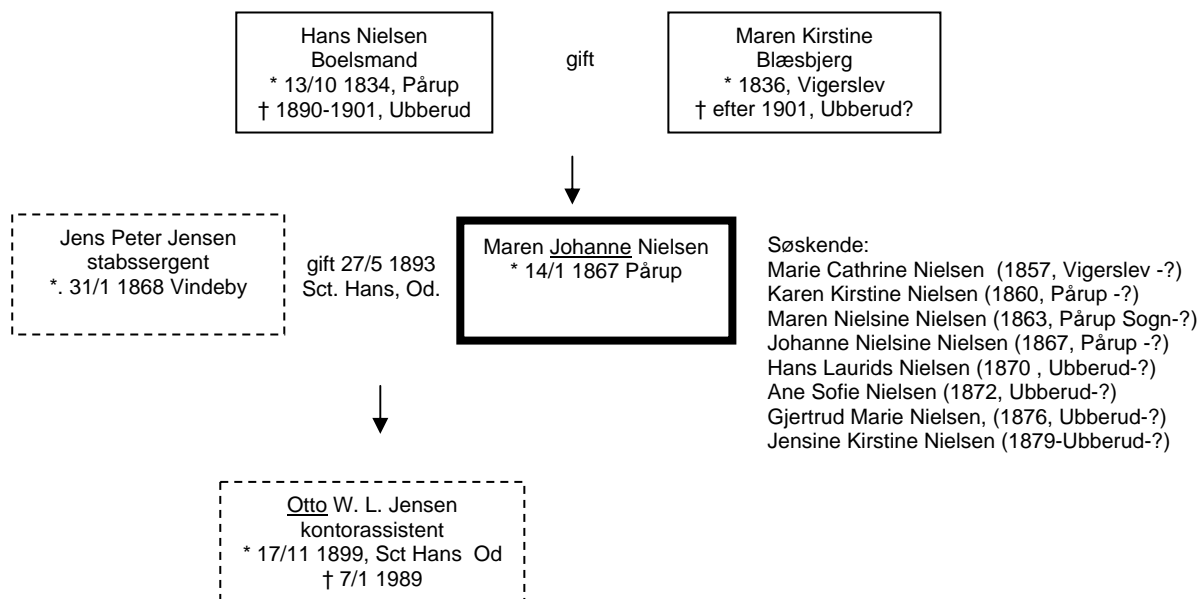 Hans Nielsen
Boelsmand
* 13/10 1834, Pårup
† 1890-1901, Ubberud
gift
Maren Kirstine
Blæsbjerg
* 1836, Vigerslev
† efter 1901, Ubberud?
Jens Peter Jensen
stabssergent
*. 31/1 1868 Vindeby
gift 27/5 1893
Sct. Hans, Od.
Maren Johanne Nielsen
* 14/1 1867 Pårup
Søskende:
Marie Cathrine Nielsen  (1857, Vigerslev -?)
Karen Kirstine Nielsen (1860, Pårup -?)
Maren Nielsine Nielsen (1863, Pårup Sogn-?)
Johanne Nielsine Nielsen (1867, Pårup -?)
Hans Laurids Nielsen (1870 , Ubberud-?)
Ane Sofie Nielsen (1872, Ubberud-?)
Gjertrud Marie Nielsen, (1876, Ubberud-?)
Jensine Kirstine Nielsen (1879-Ubberud-?)
Otto W. L. Jensen
kontorassistent
* 17/11 1899, Sct Hans  Od
† 7/1 1989